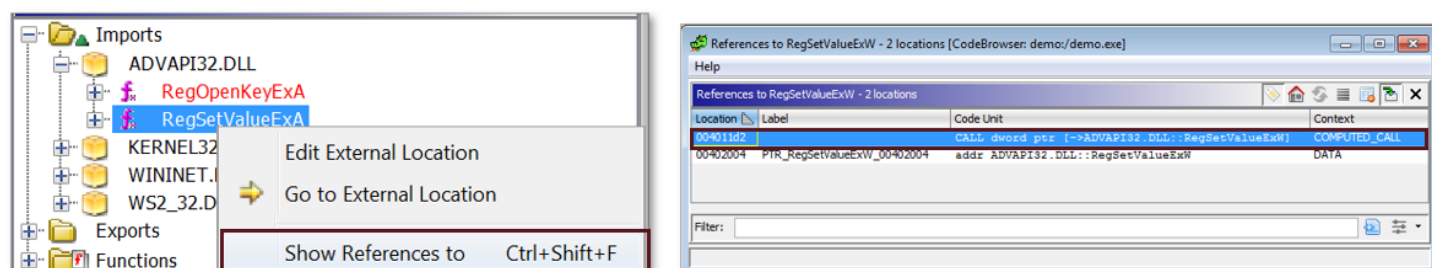 Imports
ADVAPI32.DLL
RegOpenKeyExA
RegSetValueExA
KERNEL32
WININET.
WS2_32.D
Exports
Functions
Edit External Location
Go to External Location
Show References to Ctrl+Shift+F
References to RegSetValueExW - 2 locations [CodeBrowser: demo:/demo.exe]
Help
References to RegSetValueExW - 2 locations
Location Label Code Unit Context
004011d2 CALL dword ptr [->ADVAPI32.DLL::RegSetValueExW] COMPUTED_CALL
00402004 PTR_RegSetValueExW_00402004 addr ADVAPI32.DLL::RegSetValueExW DATA
Filter: